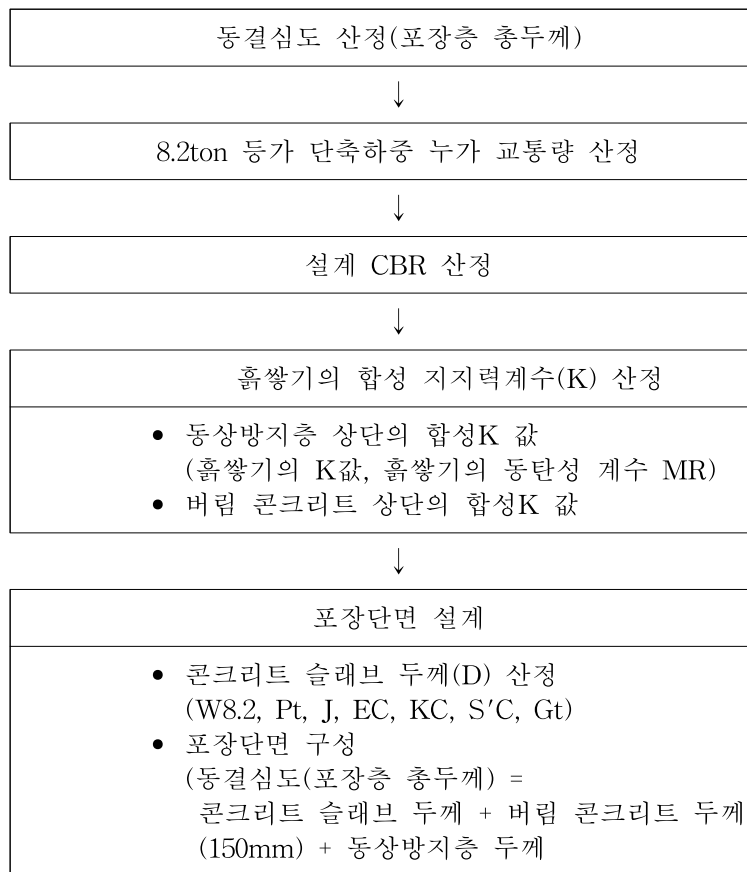 동결심도 산정(포장층 총두께)
↓
8.2ton 등가 단축하중 누가 교통량 산정
↓
설계 CBR 산정
↓
흙쌓기의 합성 지지력계수(K) 산정
• 동상방지층 상단의 합성K 값
(흙쌓기의 K값, 흙쌓기의 동탄성 계수 MR)
• 버림 콘크리트 상단의 합성K 값
↓
포장단면 설계
• 콘크리트 슬래브 두께(D) 산정
(W8.2, Pt, J, EC, KC, S′C, Gt)
• 포장단면 구성
(동결심도(포장층 총두께) =
콘크리트 슬래브 두께 + 버림 콘크리트 두께
(150mm) + 동상방지층 두께